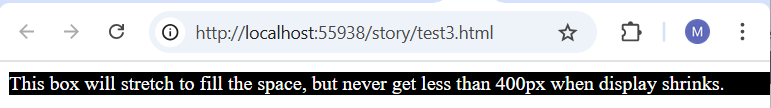 http://localhost:55938/story/test3.html
M
This box will stretch to fill the space, but never get less than 400px when display shrinks.